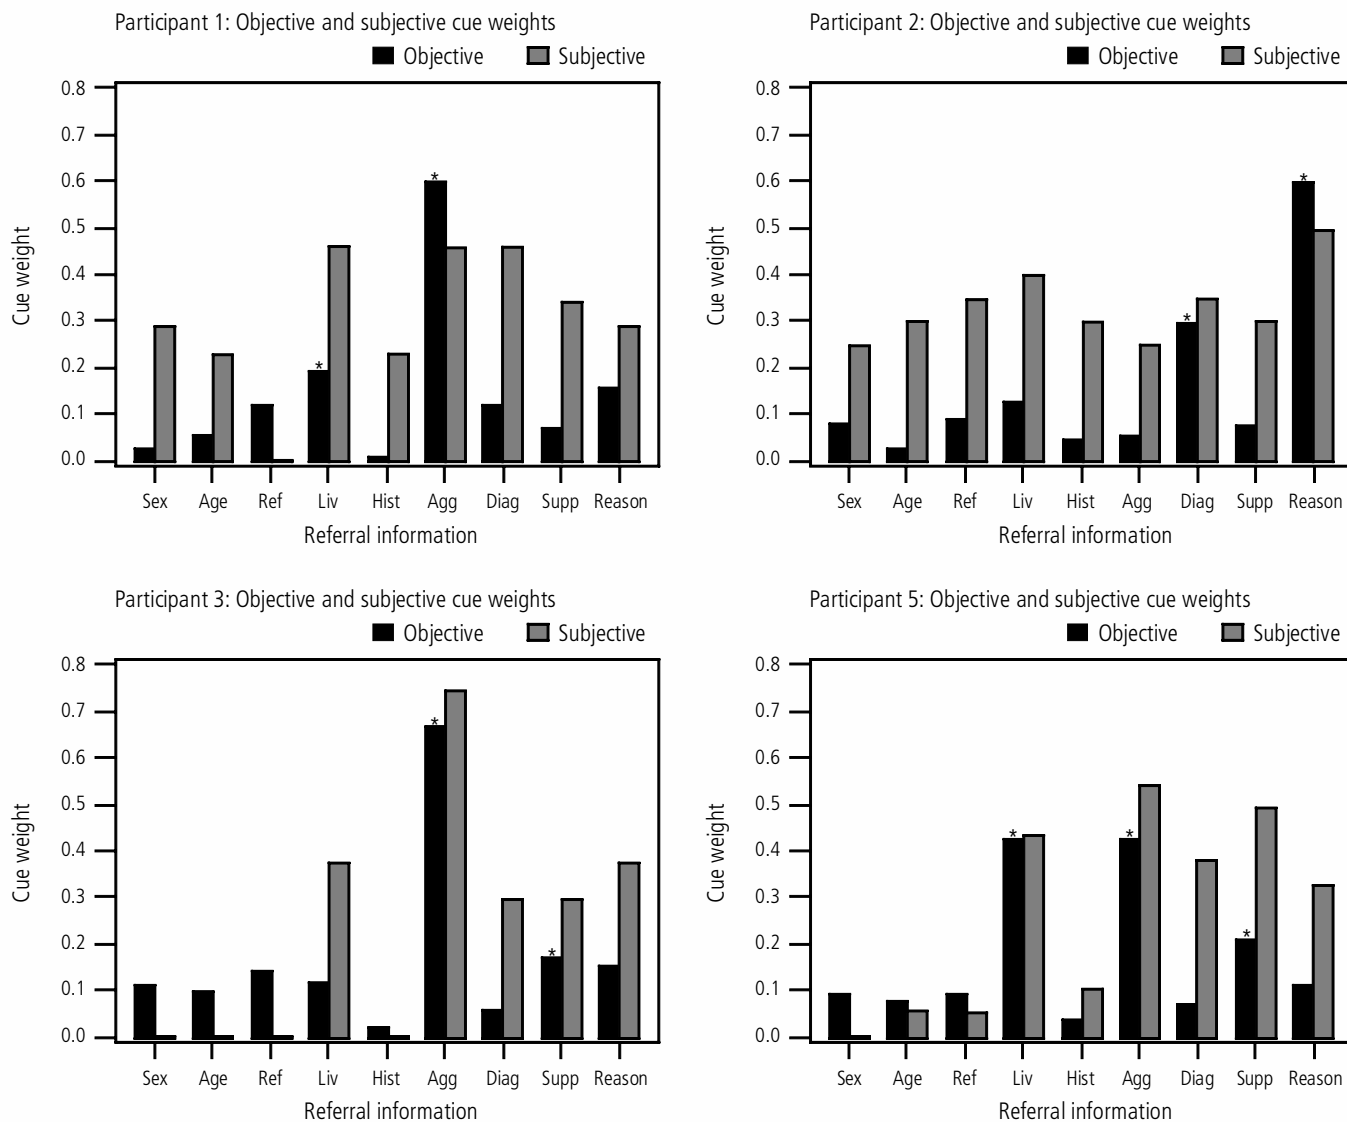 Participant 1: Objective and subjective cue weights
Objective Subjective
0.8
0.7
0.6
0.5
0.4
0.3
0.2
0.1
0.0
Cue weight
* *
Sex Age Ref Liv Hist Agg Diag Supp Reason
Referral information
Participant 2: Objective and subjective cue weights
Objective Subjective
0.8
0.7
0.6
0.5
0.4
0.3
0.2
0.1
0.0
Cue weight
* *
Sex Age Ref Liv Hist Agg Diag Supp Reason
Referral information
Participant 3: Objective and subjective cue weights
Objective Subjective
0.8
0.7
0.6
0.5
0.4
0.3
0.2
0.1
0.0
Cue weight
* *
Sex Age Ref Liv Hist Agg Diag Supp Reason
Referral information
Participant 5: Objective and subjective cue weights
Objective Subjective
0.8
0.7
0.6
0.5
0.4
0.3
0.2
0.1
0.0
Cue weight
* * *
Sex Age Ref Liv Hist Agg Diag Supp Reason
Referral information